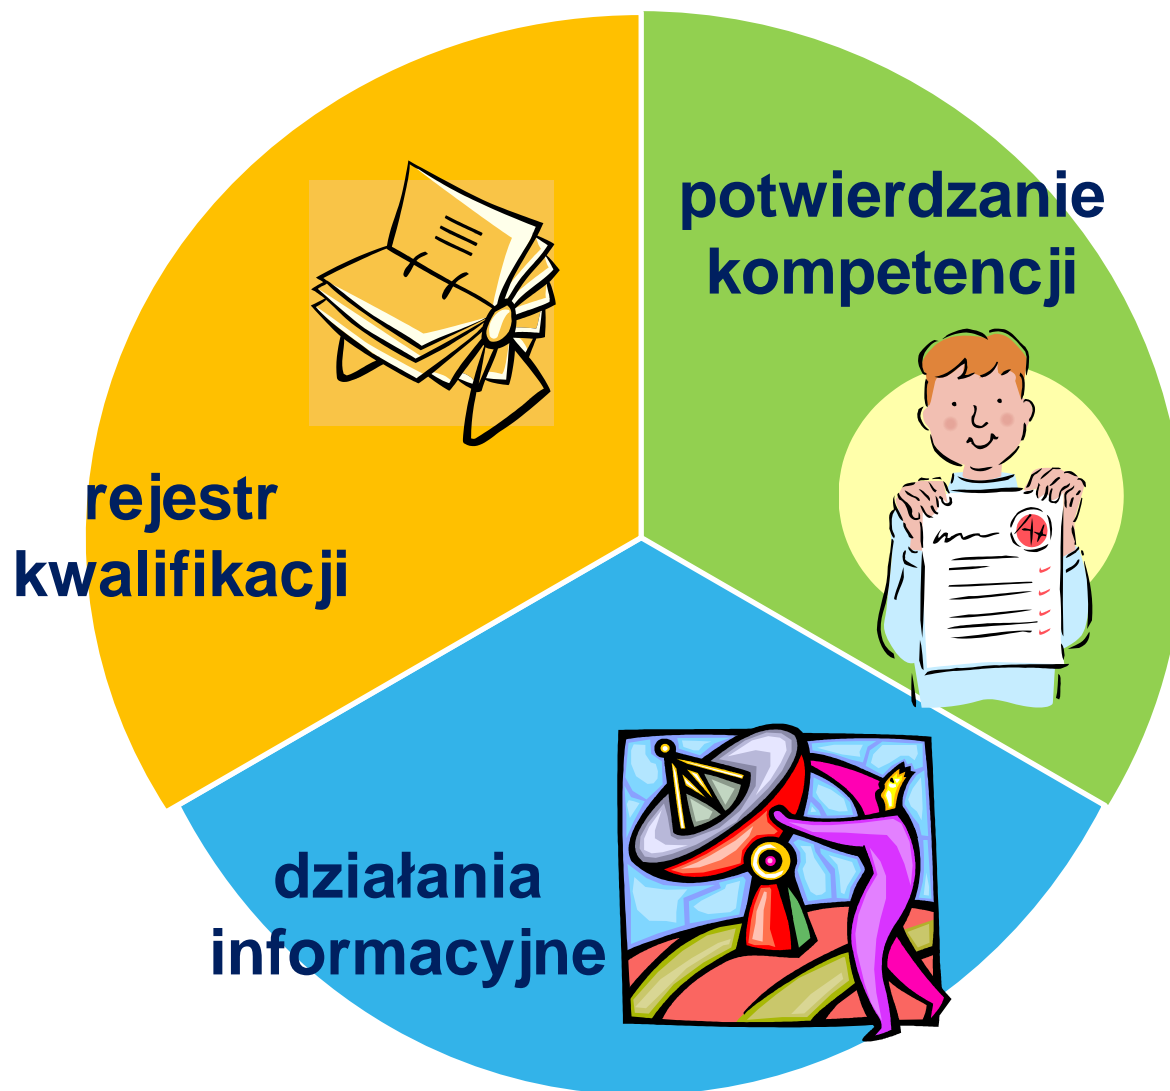 potwierdzanie
kompetencji
rejestr
kwalifikacji
A+
działania
informacyjne